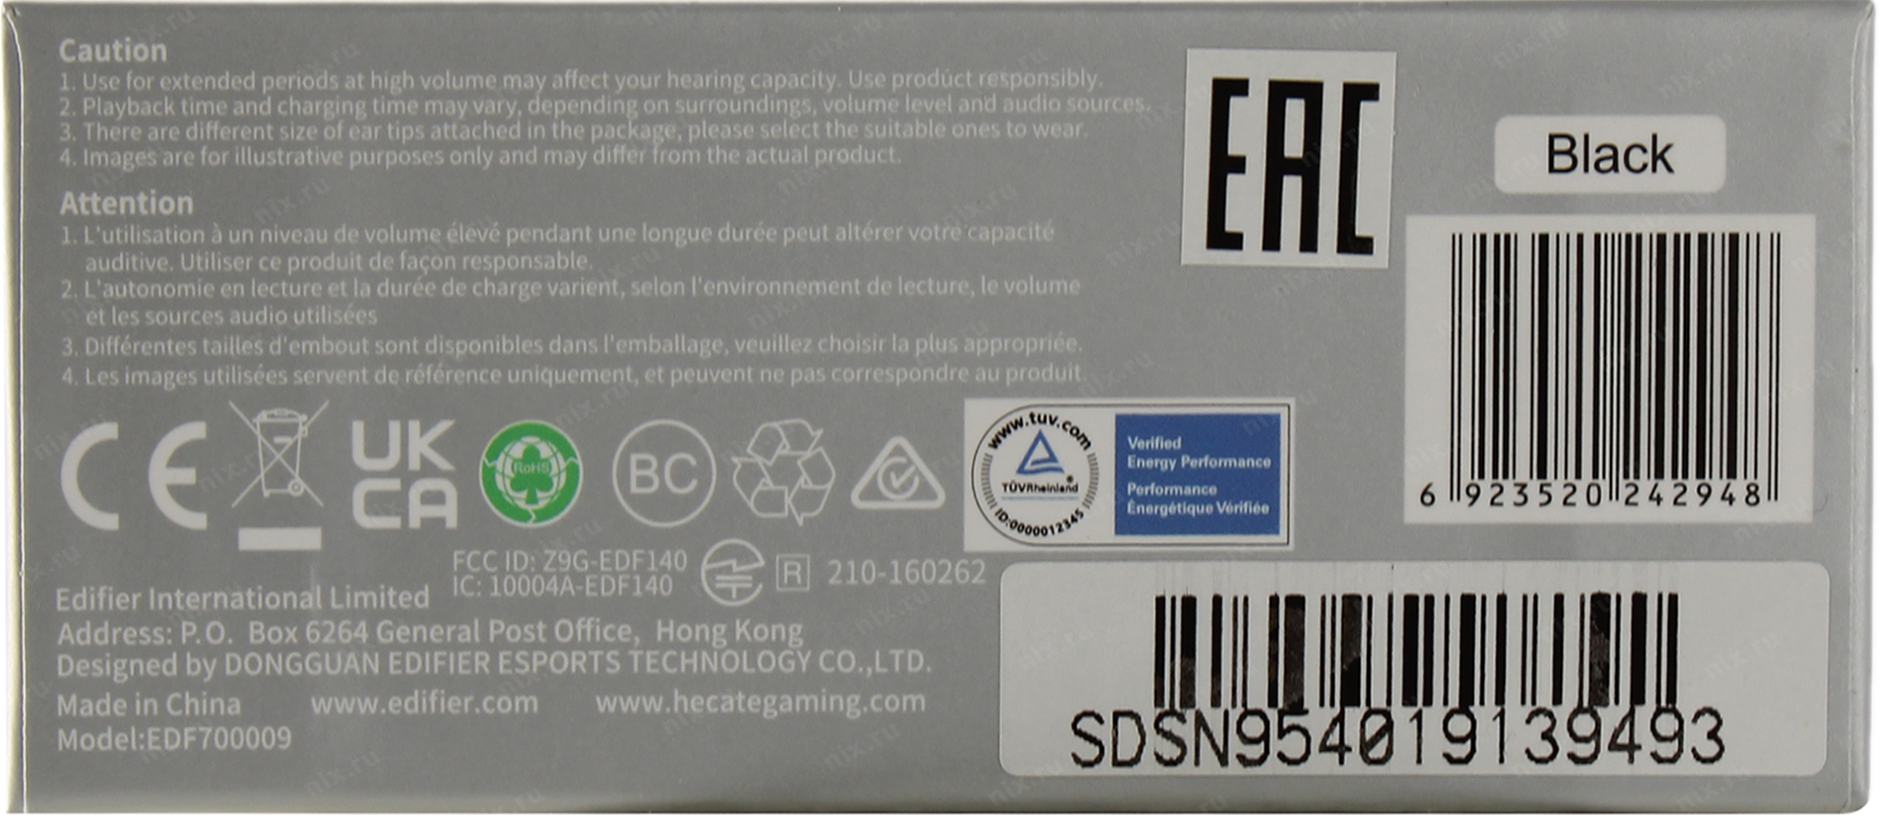 Caution
1. Use for extended periods at high volume may affect your hearing capacity. Use product responsibly.
2. Playback time and charging time may vary, depending on surroundings, volume level and audio sources.
3. There are different size of ear tips attached in the package, please select the suitable ones to wear.
4. Images are for illustrative purposes only and may differ from the actual product.
Attention
1. L'utilisation à un niveau de volume élevé pendant une longue durée peut altérer votre capacité
auditive. Utiliser ce produit de façon responsable.
2. L'autonomie en lecture et la durée de charge varient, selon l'environnement de lecture, le volume
et les sources audio utilisées
3. Différentes tailles d'embout sont disponibles dans l'emballage, veuillez choisir la plus appropriée.
4. Les images utilisées servent de référence uniquement, et peuvent ne pas correspondre au produit.
EAC
Black
6 923520 242948
CE
UK
CA
RoHS
BC
www.tuv.com
TÜVRheinland®
ID:0000012345
Verified
Energy Performance
Performance
Énergétique Vérifiée
FCC ID: Z9G-EDF140
IC: 10004A-EDF140
R 210-160262
Edifier International Limited
Address: P.O. Box 6264 General Post Office, Hong Kong
Designed by DONGGUAN EDIFIER ESPORTS TECHNOLOGY CO.,LTD.
Made in China www.edifier.com www.hecategaming.com
Model:EDF700009
SDSN954019139493
nix.ru